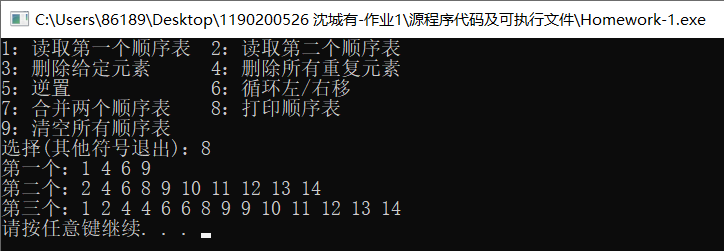 C:\Users\86189\Desktop\1190200526 沈城有-作业1\源程序代码及可执行文件\Homework-1.exe
1: 读取第一个顺序表 2: 读取第二个顺序表
3: 删除给定元素 4: 删除所有重复元素
5: 逆置 6: 循环左/右移
7: 合并两个顺序表 8: 打印顺序表
9: 清空所有顺序表
选择(其他符号退出): 8
第一个: 1 4 6 9
第二个: 2 4 6 8 9 10 11 12 13 14
第三个: 1 2 4 4 6 6 8 9 9 10 11 12 13 14
请按任意键继续. . .